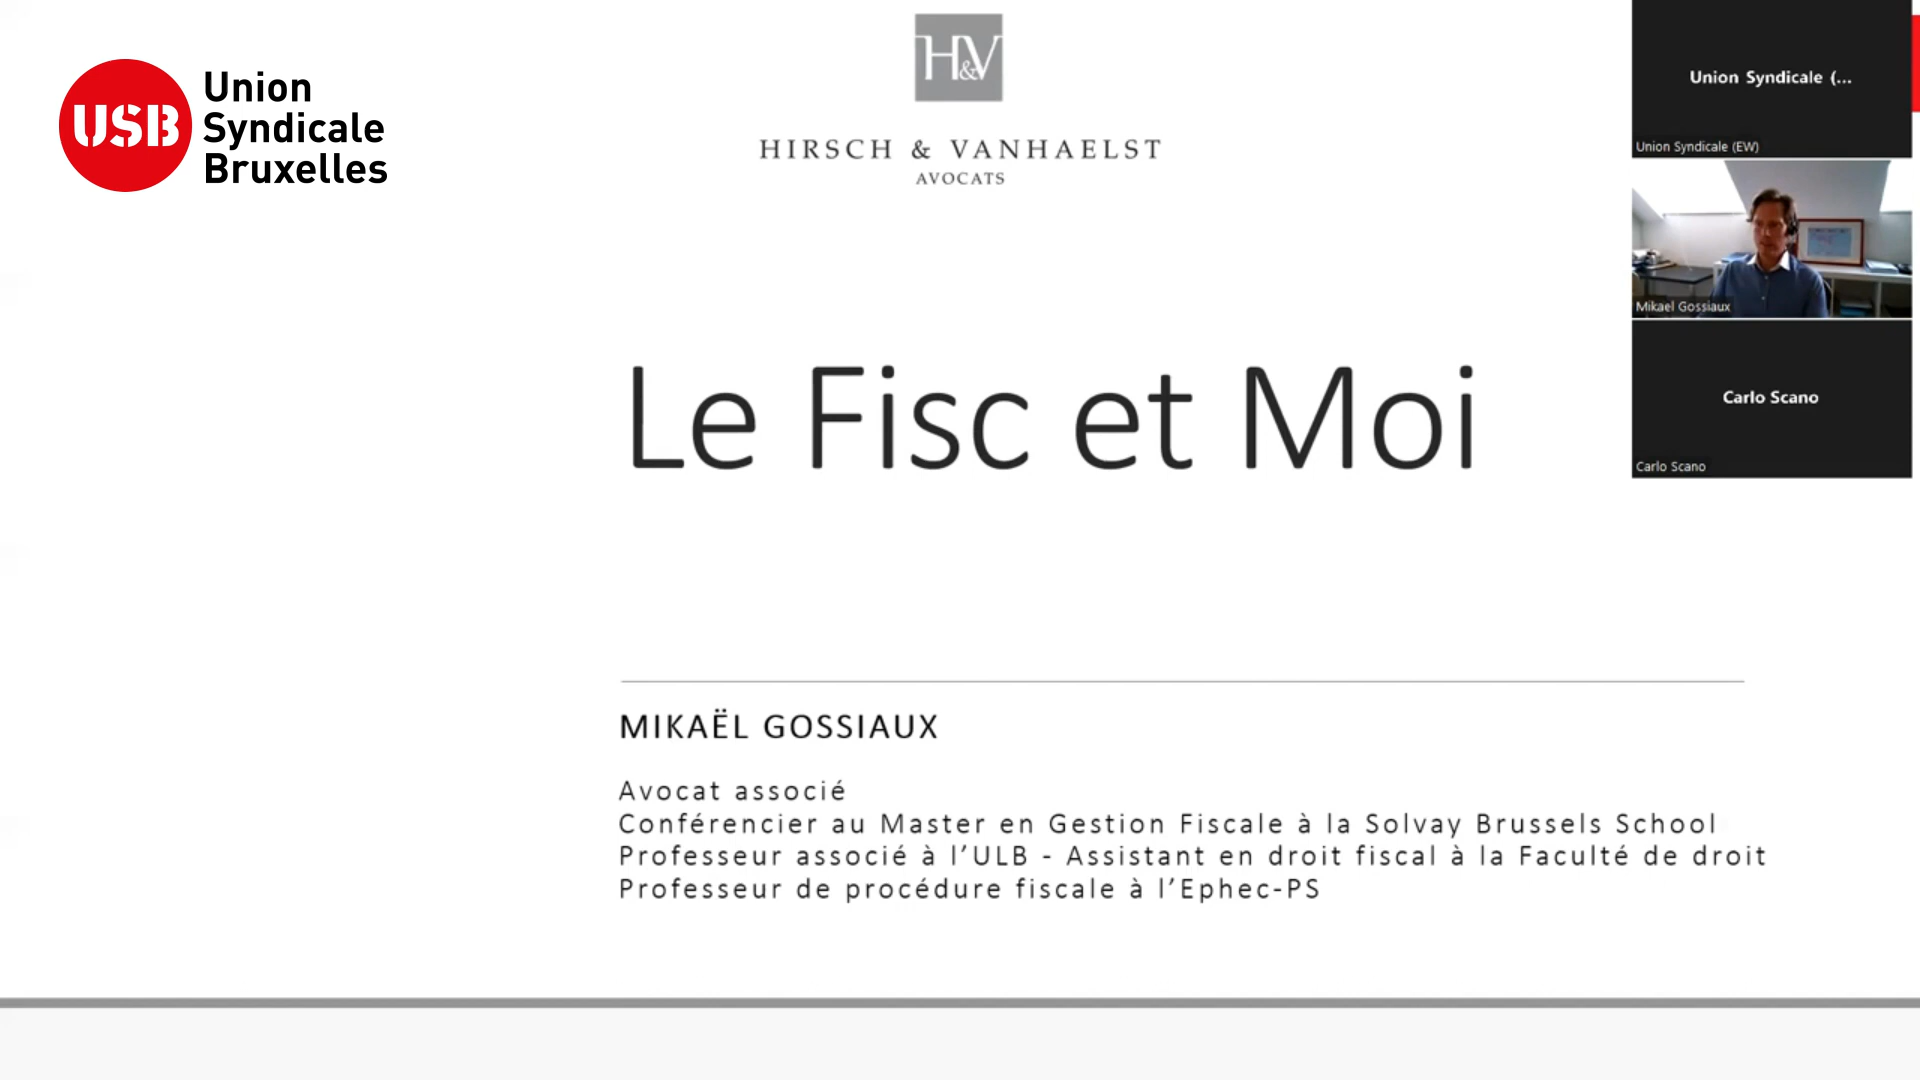 USB
Union
Syndicale
Bruxelles
H&V
HIRSCH & VANHAELST
AVOCATS
Le Fisc et Moi
MIKAËL GOSSIAUX
Avocat associé
Conférencier au Master en Gestion Fiscale à la Solvay Brussels School
Professeur associé à l’ULB - Assistant en droit fiscal à la Faculté de droit
Professeur de procédure fiscale à l’Ephec-PS
Union Syndicale (...
Union Syndicale (EW)
Mikael Gossiaux
Carlo Scano
Carlo Scano